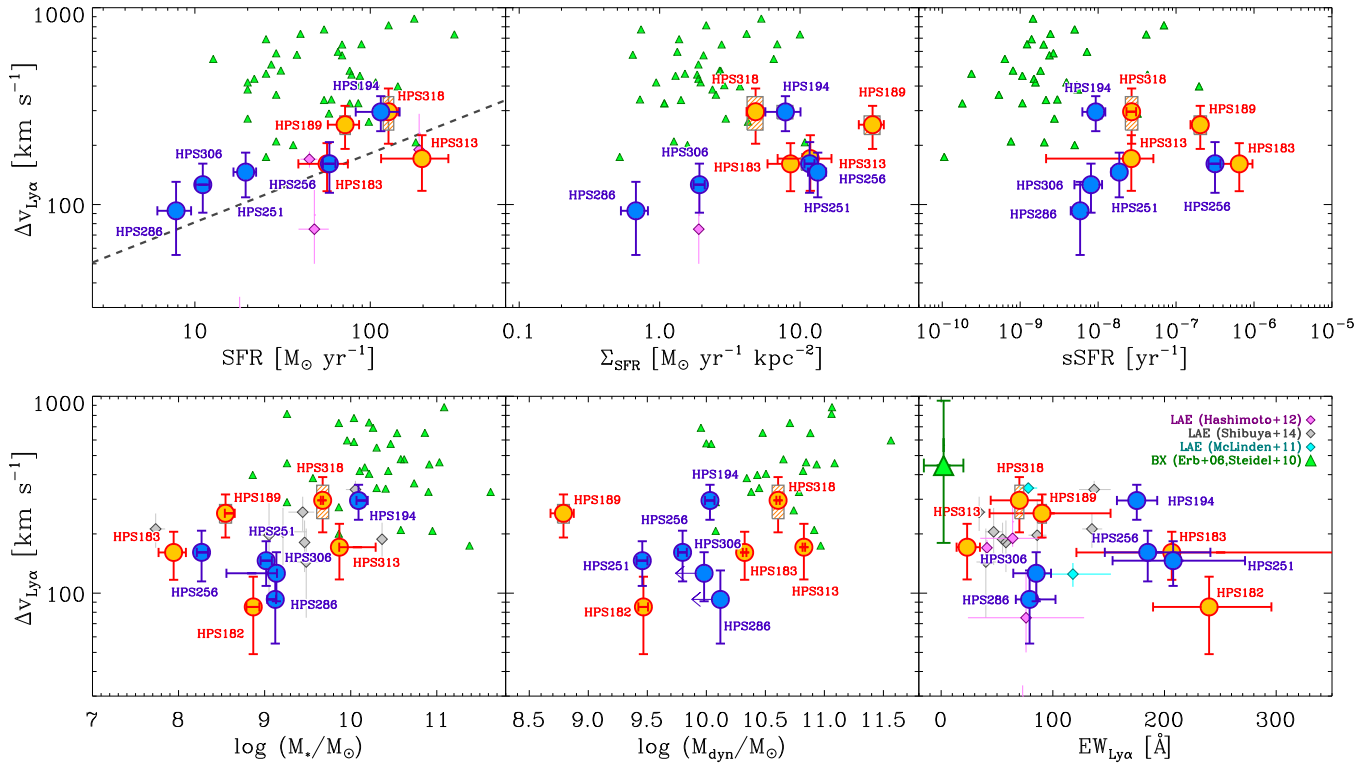 1000
100
Δv_Lyα [km s⁻¹]
HPS194
HPS318
HPS189
HPS313
HPS306
HPS256
HPS183
HPS251
HPS286
10
100
SFR [M⊙ yr⁻¹]
HPS318
HPS194
HPS189
HPS306
HPS183
HPS313
HPS256
HPS286
HPS251
0.1
1.0
10.0
Σ_SFR [M⊙ yr⁻¹ kpc⁻²]
HPS318
HPS194
HPS189
HPS313
HPS183
HPS306
HPS286
HPS251
HPS256
10⁻¹⁰
10⁻⁹
10⁻⁸
10⁻⁷
10⁻⁶
10⁻⁵
sSFR [yr⁻¹]
1000
100
Δv_Lyα [km s⁻¹]
HPS318
HPS189
HPS194
HPS251
HPS183
HPS306
HPS313
HPS256
HPS286
HPS182
7
8
9
10
11
log (M_*/M⊙)
HPS194
HPS318
HPS189
HPS256
HPS306
HPS251
HPS183
HPS313
HPS182
HPS286
8.5
9.0
9.5
10.0
10.5
11.0
11.5
log (M_dyn/M⊙)
LAE (Hashimoto+12)
LAE (Shibuya+14)
LAE (McLinden+11)
BX (Erb+06,Steidel+10)
HPS318
HPS189
HPS194
HPS313
HPS256
HPS183
HPS306
HPS251
HPS286
HPS182
0
100
200
300
EW_Lyα [Å]